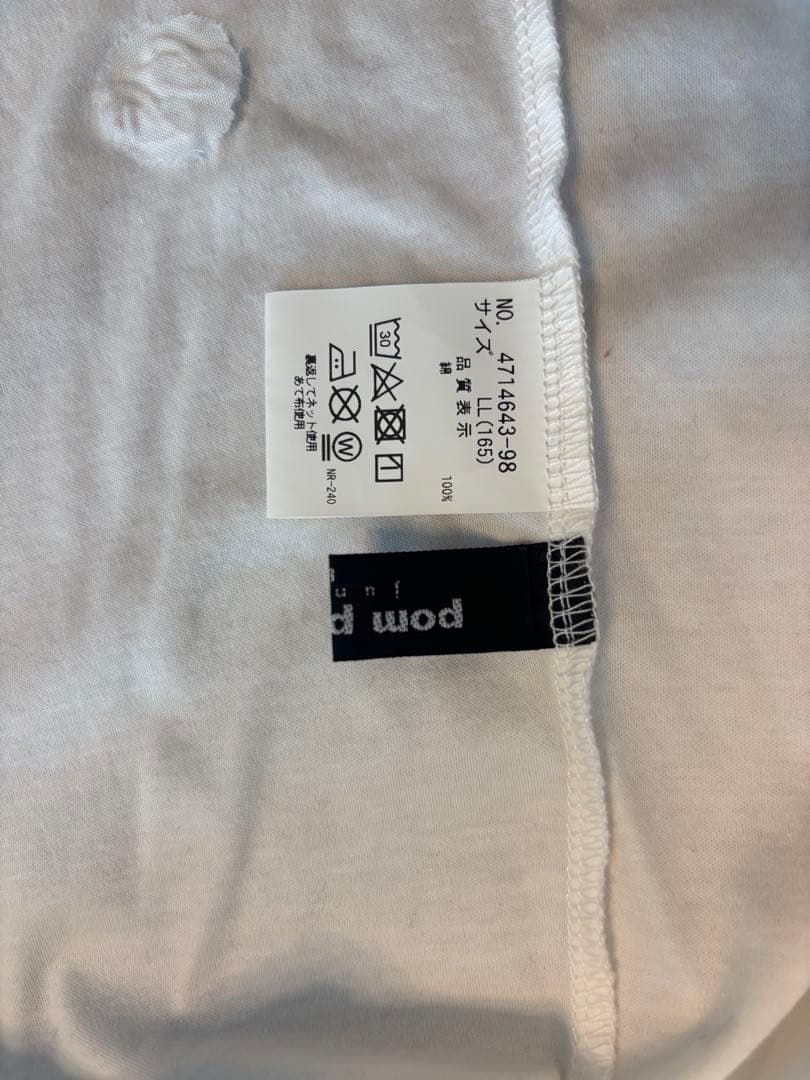 NO. 4714643-98
サイズ LL(165)
品質表示
綿 100%
30
W
裏返してネット使用
あて布使用
NR-240
pom
p